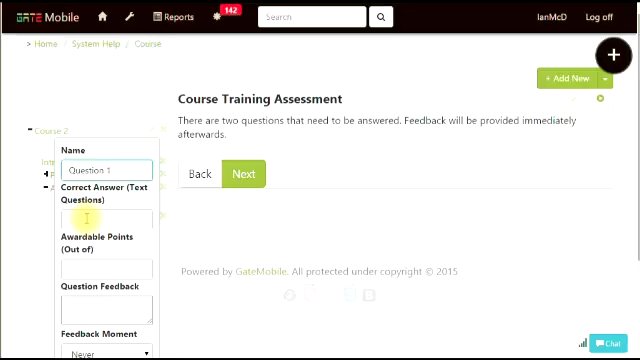 GATE Mobile Reports 142 Search IanMcD Log off
> Home / System Help / Course
+
+ Add New
Course Training Assessment
There are two questions that need to be answered. Feedback will be provided immediately
afterwards.
Course 2
Name
Question 1
Correct Answer (Text
Questions)
Back Next
Awardable Points
(Out of)
Question Feedback
Powered by GateMobile. All protected under copyright © 2015
Feedback Moment
Never
Chat